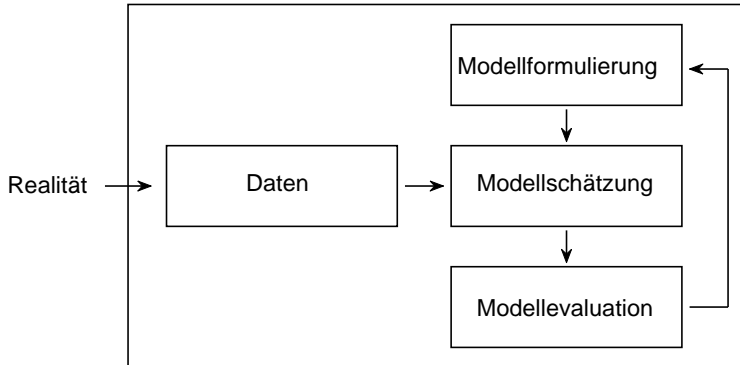 Modellformulierung
Realität
Daten
Modellschätzung
Modellevaluation